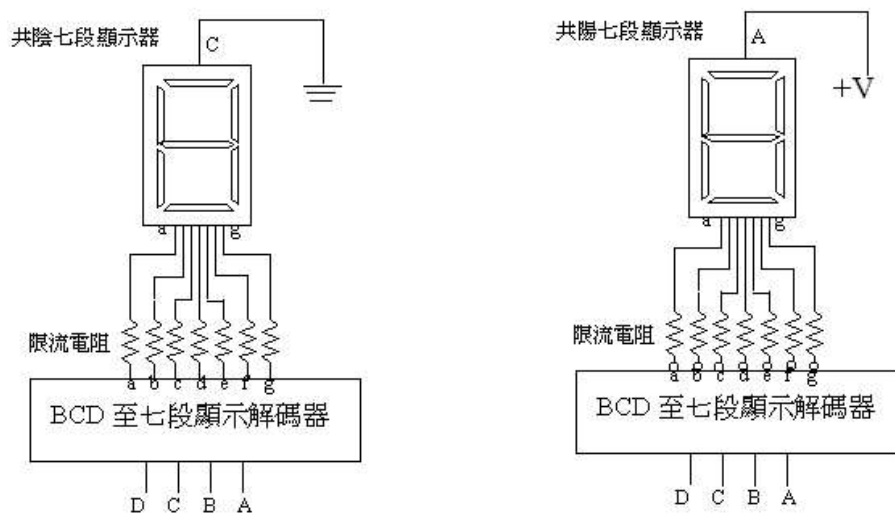 共陰七段顯示器
C
a g
限流電阻
a b c d e f g
BCD 至七段顯示解碼器
D C B A
共陽七段顯示器
A
+V
a g
限流電阻
a b c d e f g
BCD 至七段顯示解碼器
D C B A